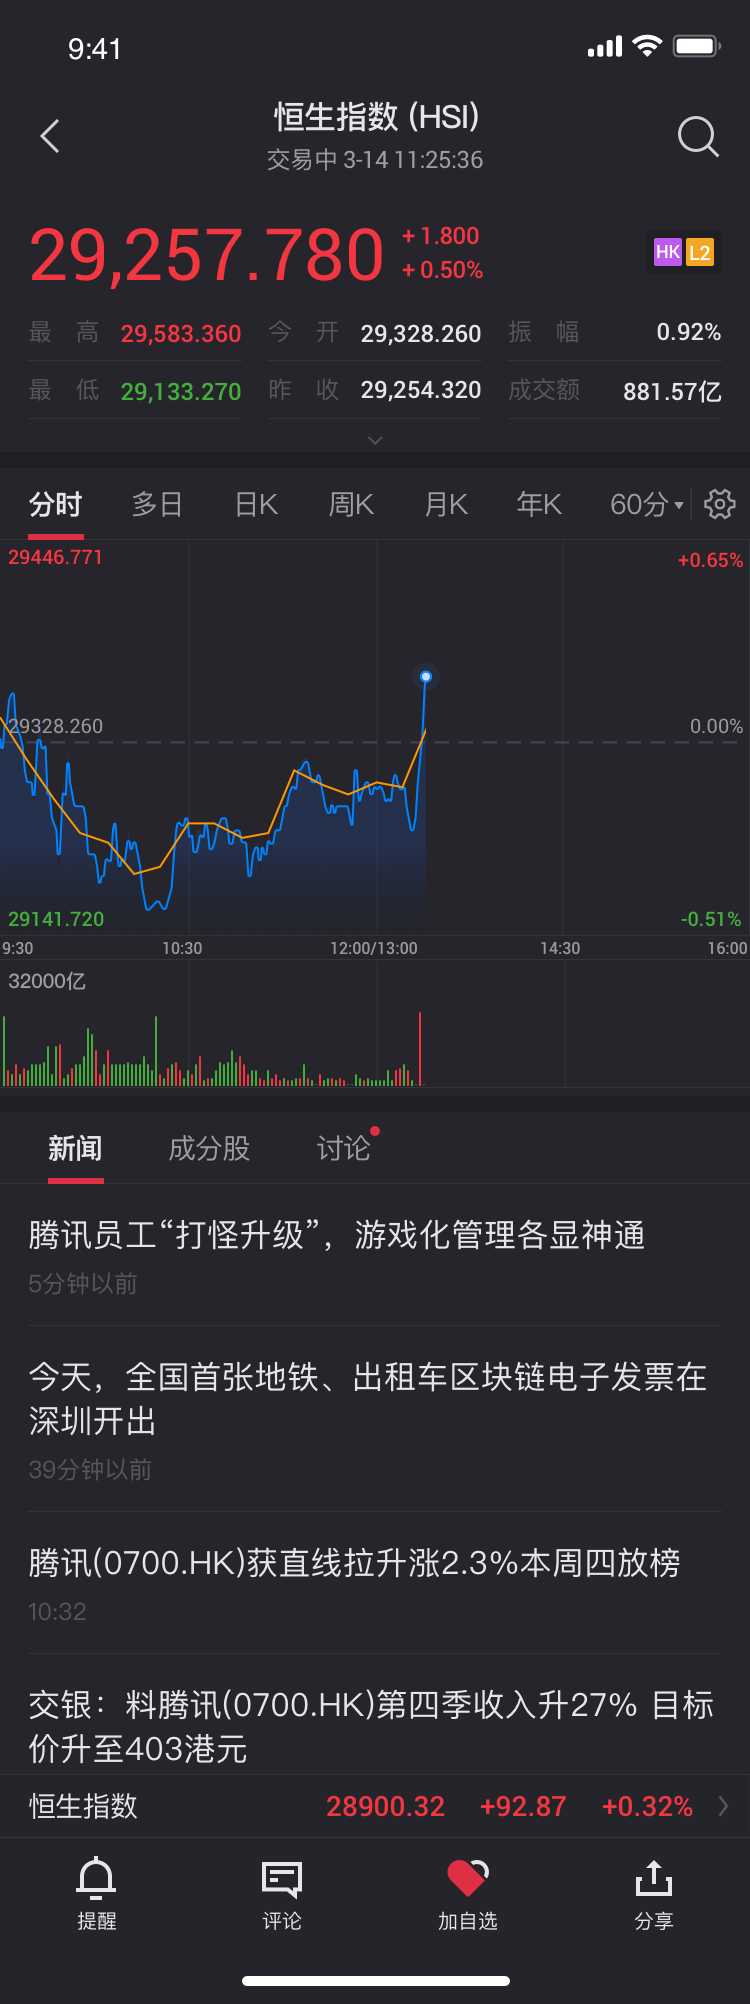 9:41
恒生指数 (HSI)
交易中 3-14 11:25:36
29,257.780
+ 1.800
+ 0.50%
HK L2
最 高 29,583.360 今 开 29,328.260 振 幅 0.92%
最 低 29,133.270 昨 收 29,254.320 成交额 881.57亿
分时 多日 日K 周K 月K 年K 60分
29446.771 +0.65%
29328.260 0.00%
29141.720 -0.51%
9:30 10:30 12:00/13:00 14:30 16:00
32000亿
新闻 成分股 讨论
腾讯员工“打怪升级”，游戏化管理各显神通
5分钟以前
今天，全国首张地铁、出租车区块链电子发票在
深圳开出
39分钟以前
腾讯(0700.HK)获直线拉升涨2.3%本周四放榜
10:32
交银：料腾讯(0700.HK)第四季收入升27% 目标
价升至403港元
恒生指数 28900.32 +92.87 +0.32%
提醒 评论 加自选 分享